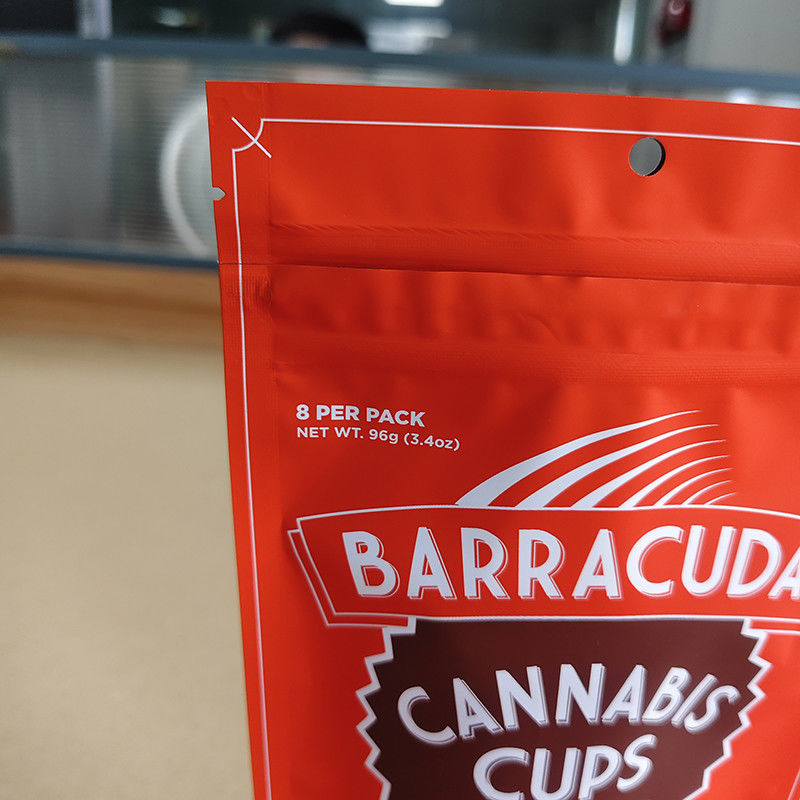 8 PER PACK
NET WT. 96g (3.4oz)
BARRACUDA
CANNABIS
CUPS